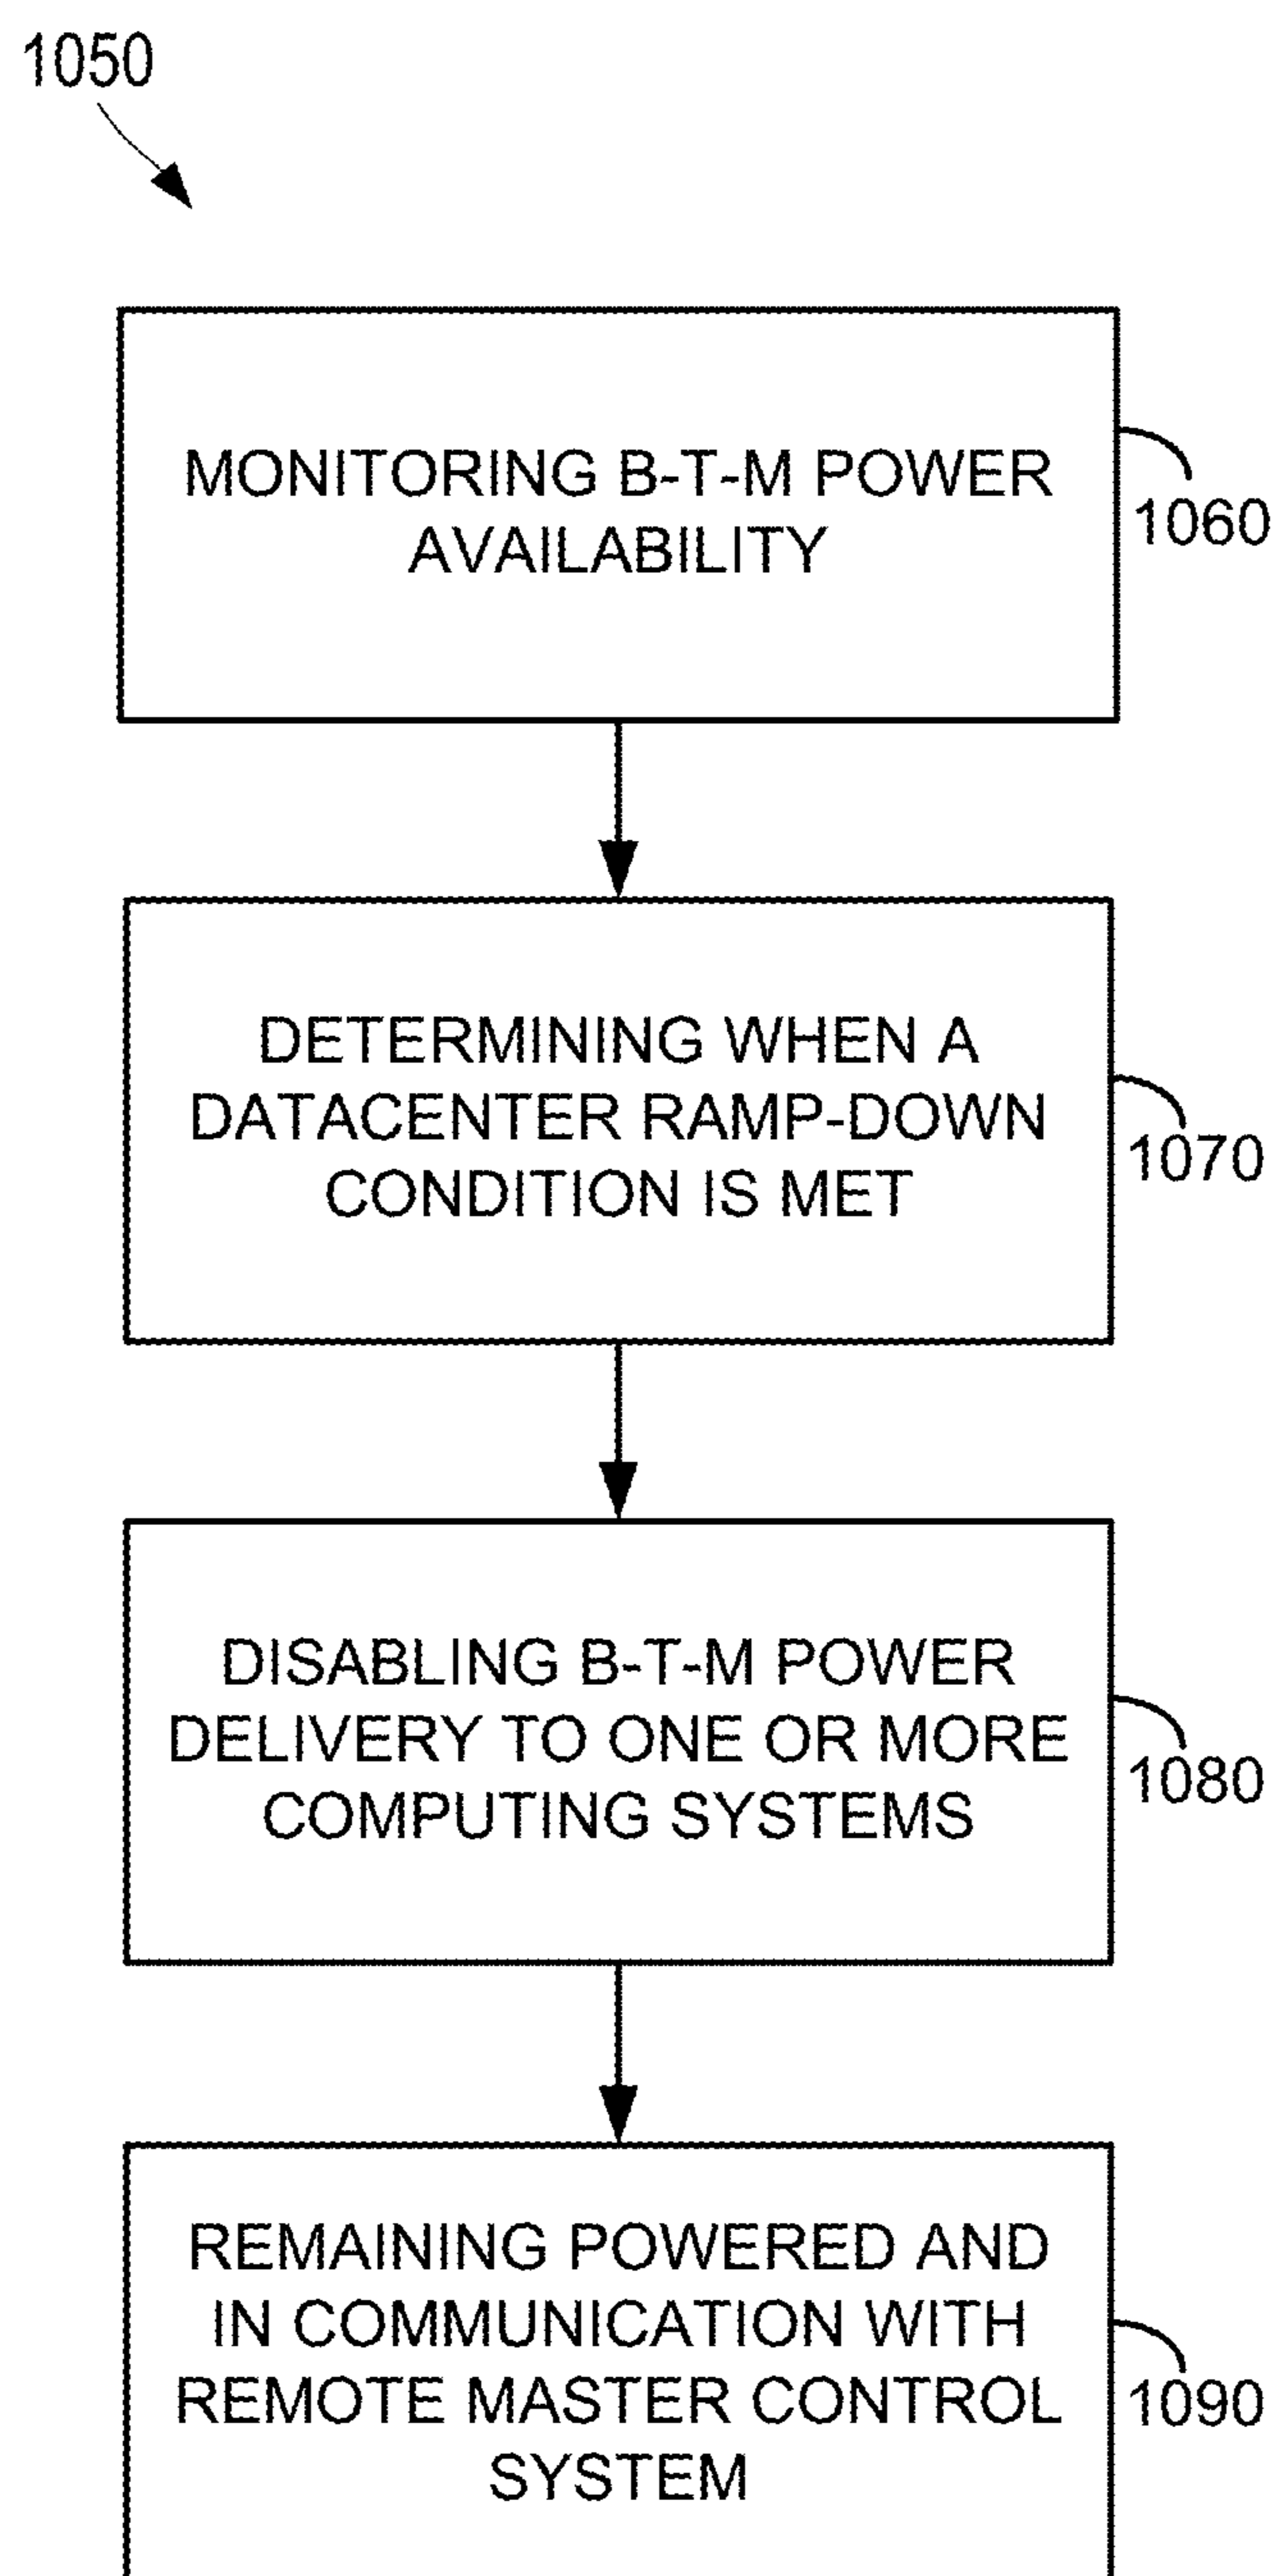 1050
MONITORING B-T-M POWER
AVAILABILITY
1060
DETERMINING WHEN A
DATACENTER RAMP-DOWN
CONDITION IS MET
1070
DISABLING B-T-M POWER
DELIVERY TO ONE OR MORE
COMPUTING SYSTEMS
1080
REMAINING POWERED AND
IN COMMUNICATION WITH
REMOTE MASTER CONTROL
SYSTEM
1090